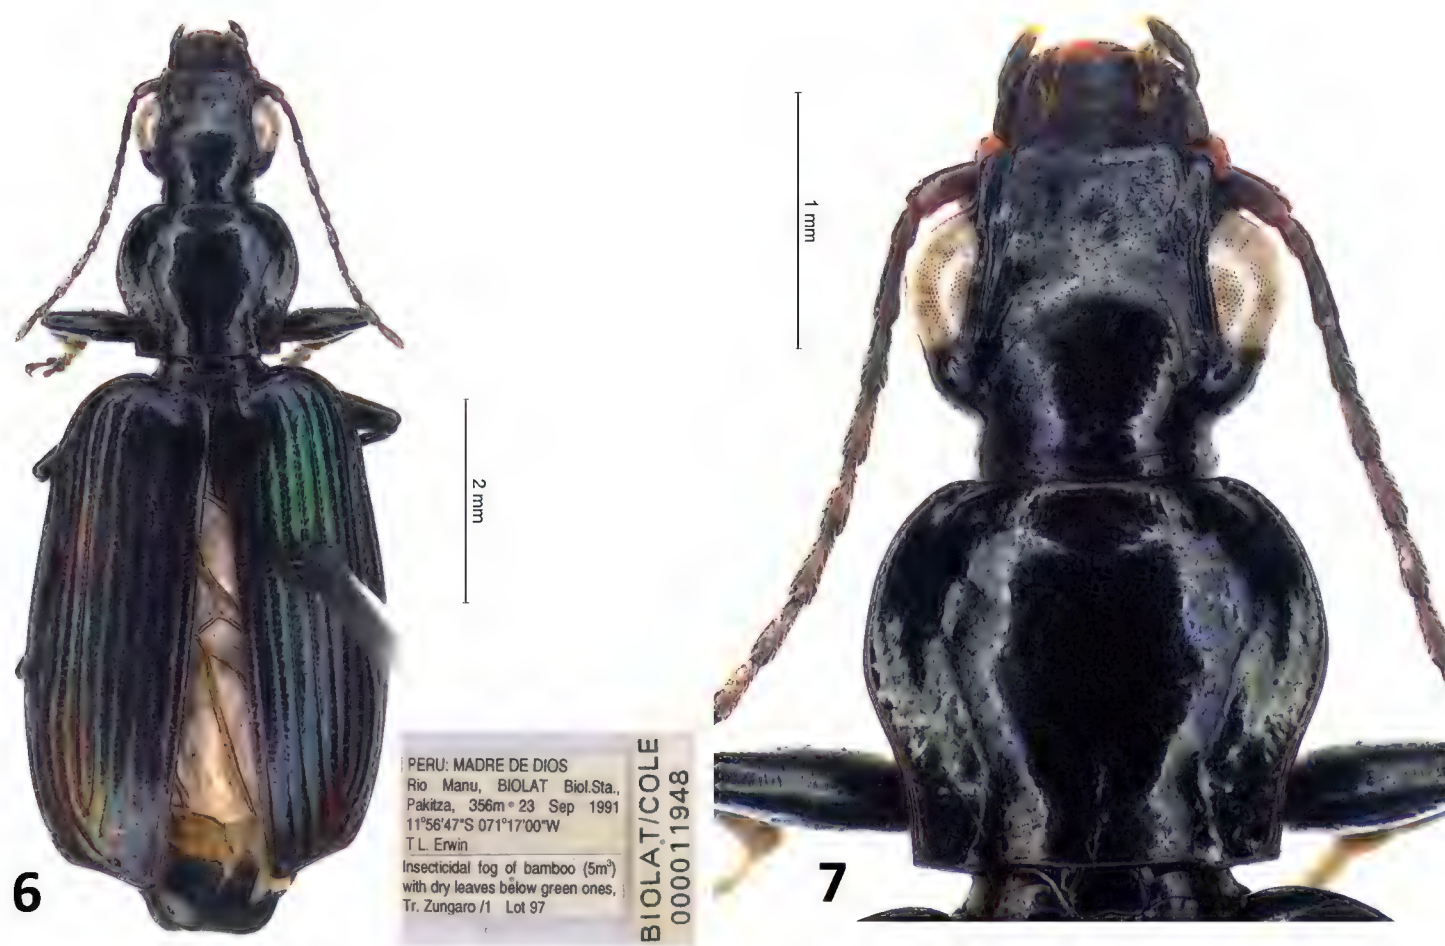 1 mm
2 mm
PERU: MADRE DE DIOS
Rio Manu, BIOLAT Biol.Sta.,
Pakitza, 356m 23 Sep 1991
11°56'47"S 071°17'00"W
T L. Erwin
Insecticidal fog of bamboo (5m³)
with dry leaves below green ones,
Tr. Zungaro /1 Lot 97
BIOLAT/COLE
000011948
6
7